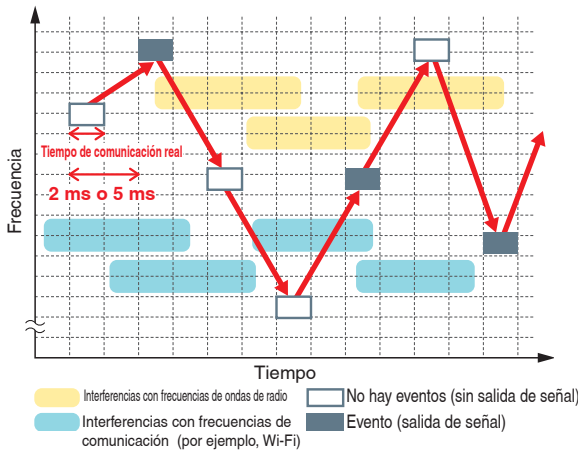 Frecuencia
Tiempo de comunicación real
2 ms o 5 ms
Tiempo
Interferencias con frecuencias de ondas de radio
No hay eventos (sin salida de señal)
Interferencias con frecuencias de
comunicación (por ejemplo, Wi-Fi)
Evento (salida de señal)